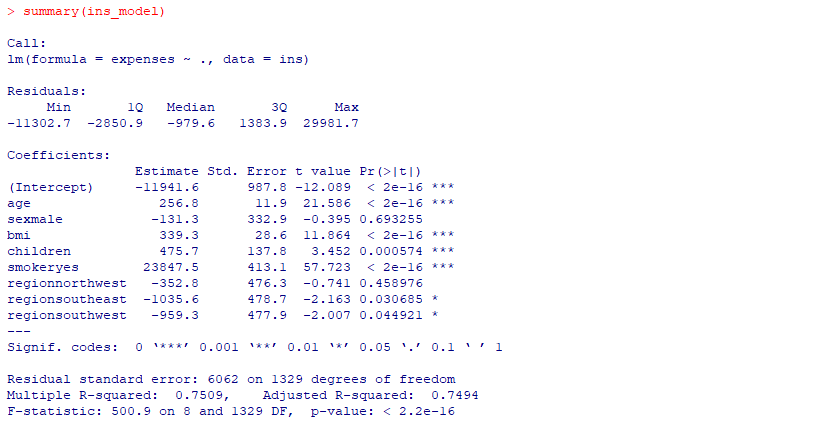 > summary(ins_model)
Call:
lm(formula = expenses ~ ., data = ins)
Residuals:
     Min       1Q   Median       3Q      Max
-11302.7  -2850.9   -979.6   1383.9  29981.7
Coefficients:
                Estimate Std. Error t value Pr(>|t|)
(Intercept)     -11941.6      987.8 -12.089  < 2e-16 ***
age                256.8       11.9  21.586  < 2e-16 ***
sexmale           -131.3      332.9  -0.395 0.693255
bmi                339.3       28.6  11.864  < 2e-16 ***
children           475.7      137.8   3.452 0.000574 ***
smokeryes        23847.5      413.1  57.723  < 2e-16 ***
regionnorthwest   -352.8      476.3  -0.741 0.458976
regionsoutheast  -1035.6      478.7  -2.163 0.030685 *
regionsouthwest   -959.3      477.9  -2.007 0.044921 *
---
Signif. codes:  0 ‘***’ 0.001 ‘**’ 0.01 ‘*’ 0.05 ‘.’ 0.1 ‘ ’ 1
Residual standard error: 6062 on 1329 degrees of freedom
Multiple R-squared:  0.7509,    Adjusted R-squared:  0.7494
F-statistic: 500.9 on 8 and 1329 DF,  p-value: < 2.2e-16